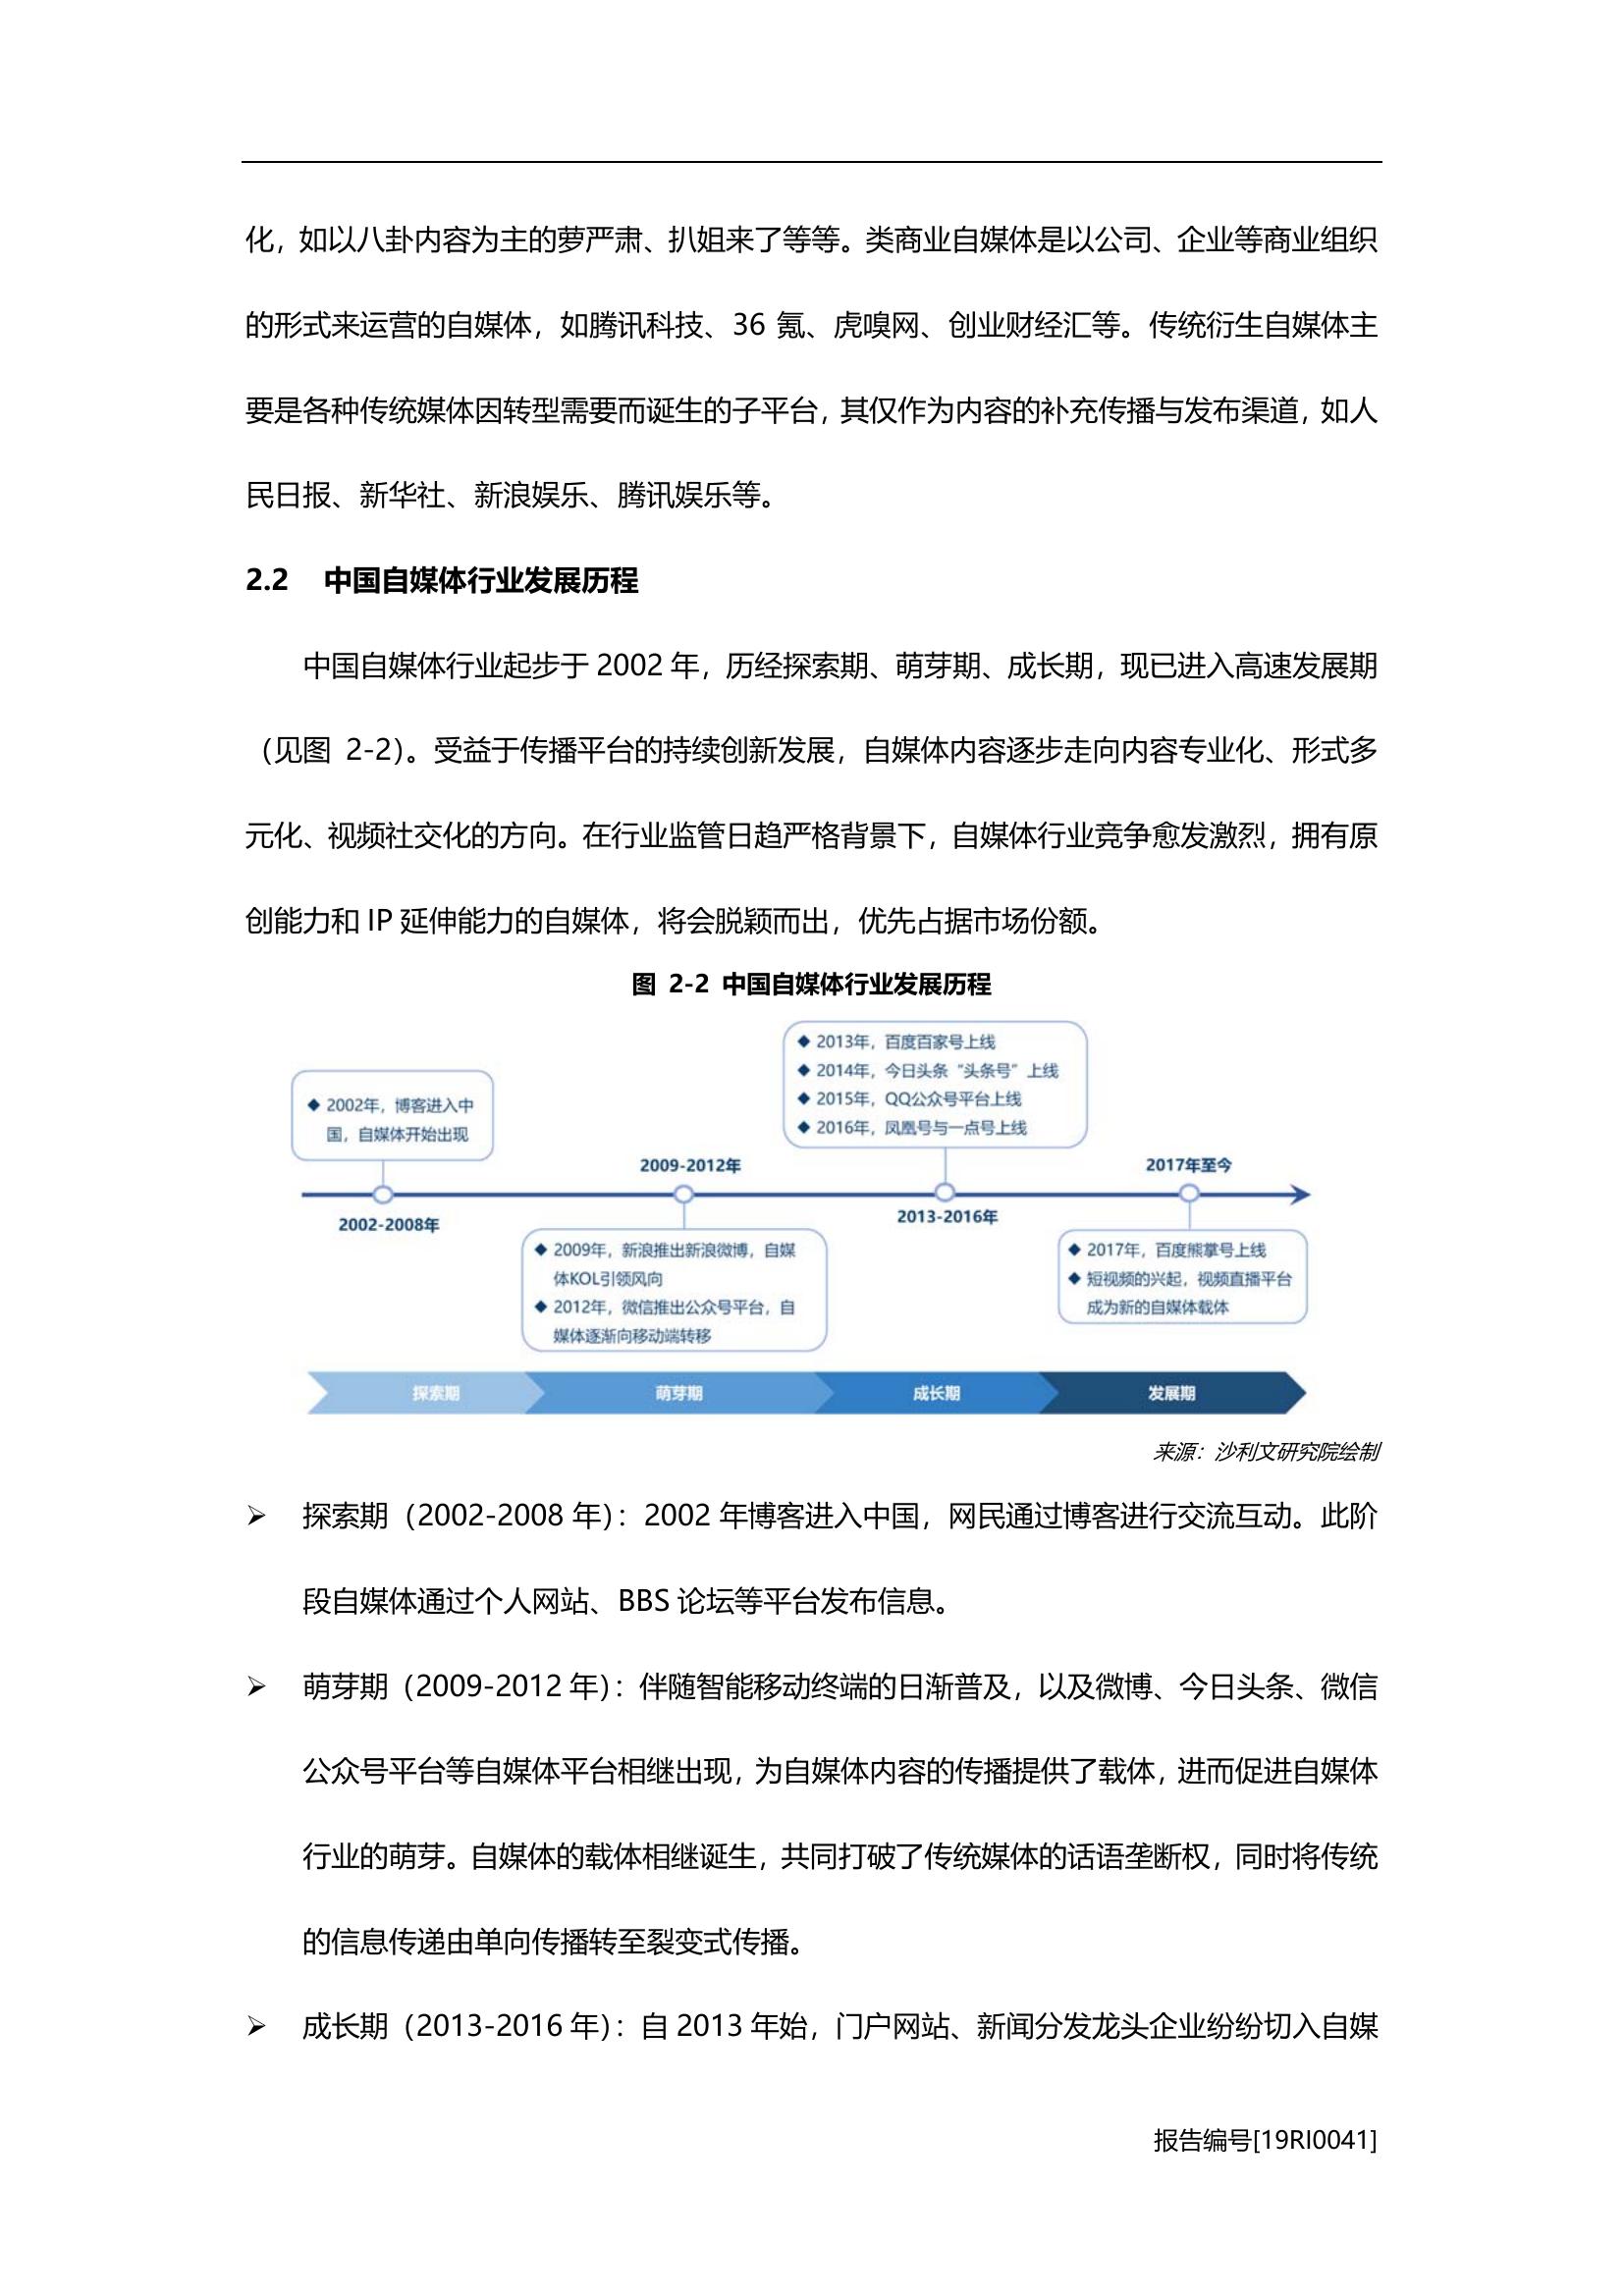 化，如以八卦内容为主的萝严肃、扒姐来了等等。类商业自媒体是以公司、企业等商业组织
的形式来运营的自媒体，如腾讯科技、36 氪、虎嗅网、创业财经汇等。传统衍生自媒体主
要是各种传统媒体因转型需要而诞生的子平台，其仅作为内容的补充传播与发布渠道，如人
民日报、新华社、新浪娱乐、腾讯娱乐等。
2.2 中国自媒体行业发展历程
中国自媒体行业起步于 2002 年，历经探索期、萌芽期、成长期，现已进入高速发展期
（见图 2-2）。受益于传播平台的持续创新发展，自媒体内容逐步走向内容专业化、形式多
元化、视频社交化的方向。在行业监管日趋严格背景下，自媒体行业竞争愈发激烈，拥有原
创能力和 IP 延伸能力的自媒体，将会脱颖而出，优先占据市场份额。
图 2-2 中国自媒体行业发展历程
◆ 2002年，博客进入中
国，自媒体开始出现
2002-2008年
2009-2012年
◆ 2009年，新浪推出新浪微博，自媒
体KOL引领风向
◆ 2012年，微信推出公众号平台，自
媒体逐渐向移动端转移
◆ 2013年，百度百家号上线
◆ 2014年，今日头条“头条号”上线
◆ 2015年，QQ公众号平台上线
◆ 2016年，凤凰号与一点号上线
2013-2016年
2017年至今
◆ 2017年，百度熊掌号上线
◆ 短视频的兴起，视频直播平台
成为新的自媒体载体
探索期
萌芽期
成长期
发展期
来源：沙利文研究院绘制
➢ 探索期（2002-2008 年）：2002 年博客进入中国，网民通过博客进行交流互动。此阶
段自媒体通过个人网站、BBS 论坛等平台发布信息。
➢ 萌芽期（2009-2012 年）：伴随智能移动终端的日渐普及，以及微博、今日头条、微信
公众号平台等自媒体平台相继出现，为自媒体内容的传播提供了载体，进而促进自媒体
行业的萌芽。自媒体的载体相继诞生，共同打破了传统媒体的话语垄断权，同时将传统
的信息传递由单向传播转至裂变式传播。
➢ 成长期（2013-2016 年）：自 2013 年始，门户网站、新闻分发龙头企业纷纷切入自媒
报告编号[19RI0041]